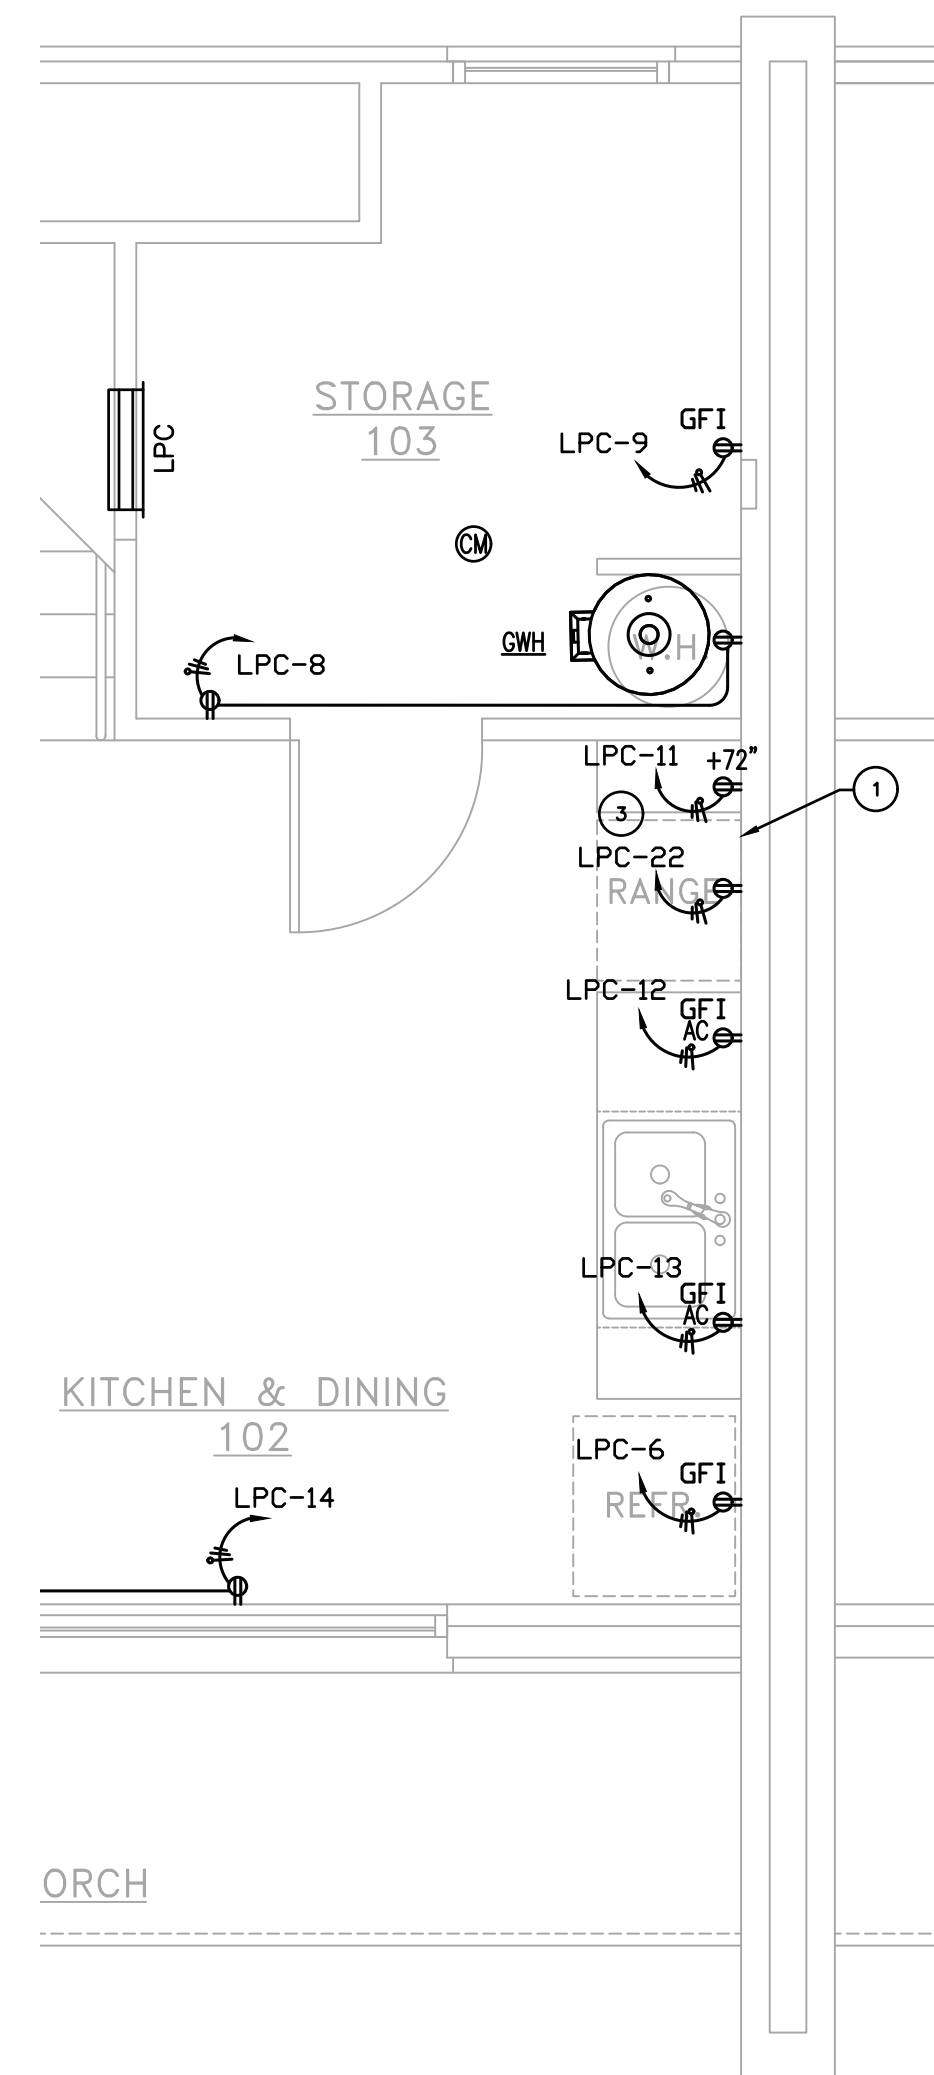 STORAGE
103
GFI
LPC-9
LPC
CM
GWH
W.H.
LPC-8
LPC-11
+72"
1
3
LPC-22
RANGE
LPC-12
GFI
AC
LPC-13
GFI
AC
KITCHEN & DINING
102
LPC-6
GFI
REFR.
LPC-14
ORCH